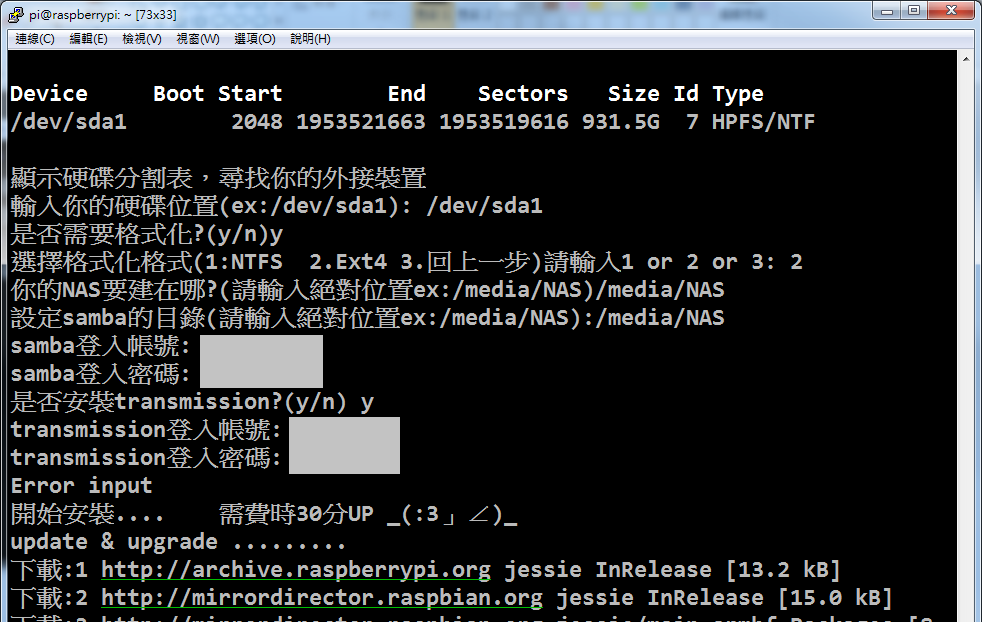 pi@raspberrypi: ~ [73x33]
連線(C) 編輯(E) 檢視(V) 視窗(W) 選項(O) 說明(H)
Device Boot Start End Sectors Size Id Type
/dev/sda1 2048 1953521663 1953519616 931.5G 7 HPFS/NTF
顯示硬碟分割表，尋找你的外接裝置
輸入你的硬碟位置(ex:/dev/sda1): /dev/sda1
是否需要格式化?(y/n)y
選擇格式化格式(1:NTFS 2.Ext4 3.回上一步)請輸入1 or 2 or 3: 2
你的NAS要建在哪?(請輸入絕對位置ex:/media/NAS)/media/NAS
設定samba的目錄(請輸入絕對位置ex:/media/NAS):/media/NAS
samba登入帳號:
samba登入密碼:
是否安裝transmission?(y/n) y
transmission登入帳號:
transmission登入密碼:
Error input
開始安裝.... 需費時30分UP _(:3」∠)_
update & upgrade .........
下載:1 http://archive.raspberrypi.org jessie InRelease [13.2 kB]
下載:2 http://mirrordirector.raspbian.org jessie InRelease [15.0 kB]